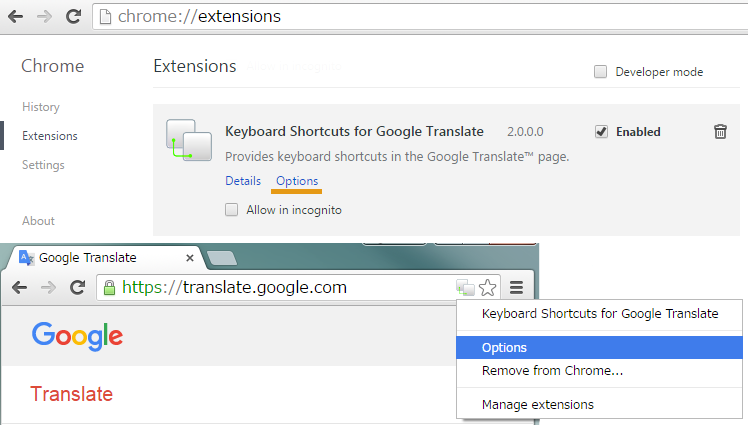 chrome://extensions
Chrome
Extensions
Developer mode
History
Extensions
Settings
About
Keyboard Shortcuts for Google Translate 2.0.0.0
Enabled
Provides keyboard shortcuts in the Google Translate™ page.
Details Options
Allow in incognito
Google Translate
https://translate.google.com
Google
Translate
Keyboard Shortcuts for Google Translate
Options
Remove from Chrome...
Manage extensions